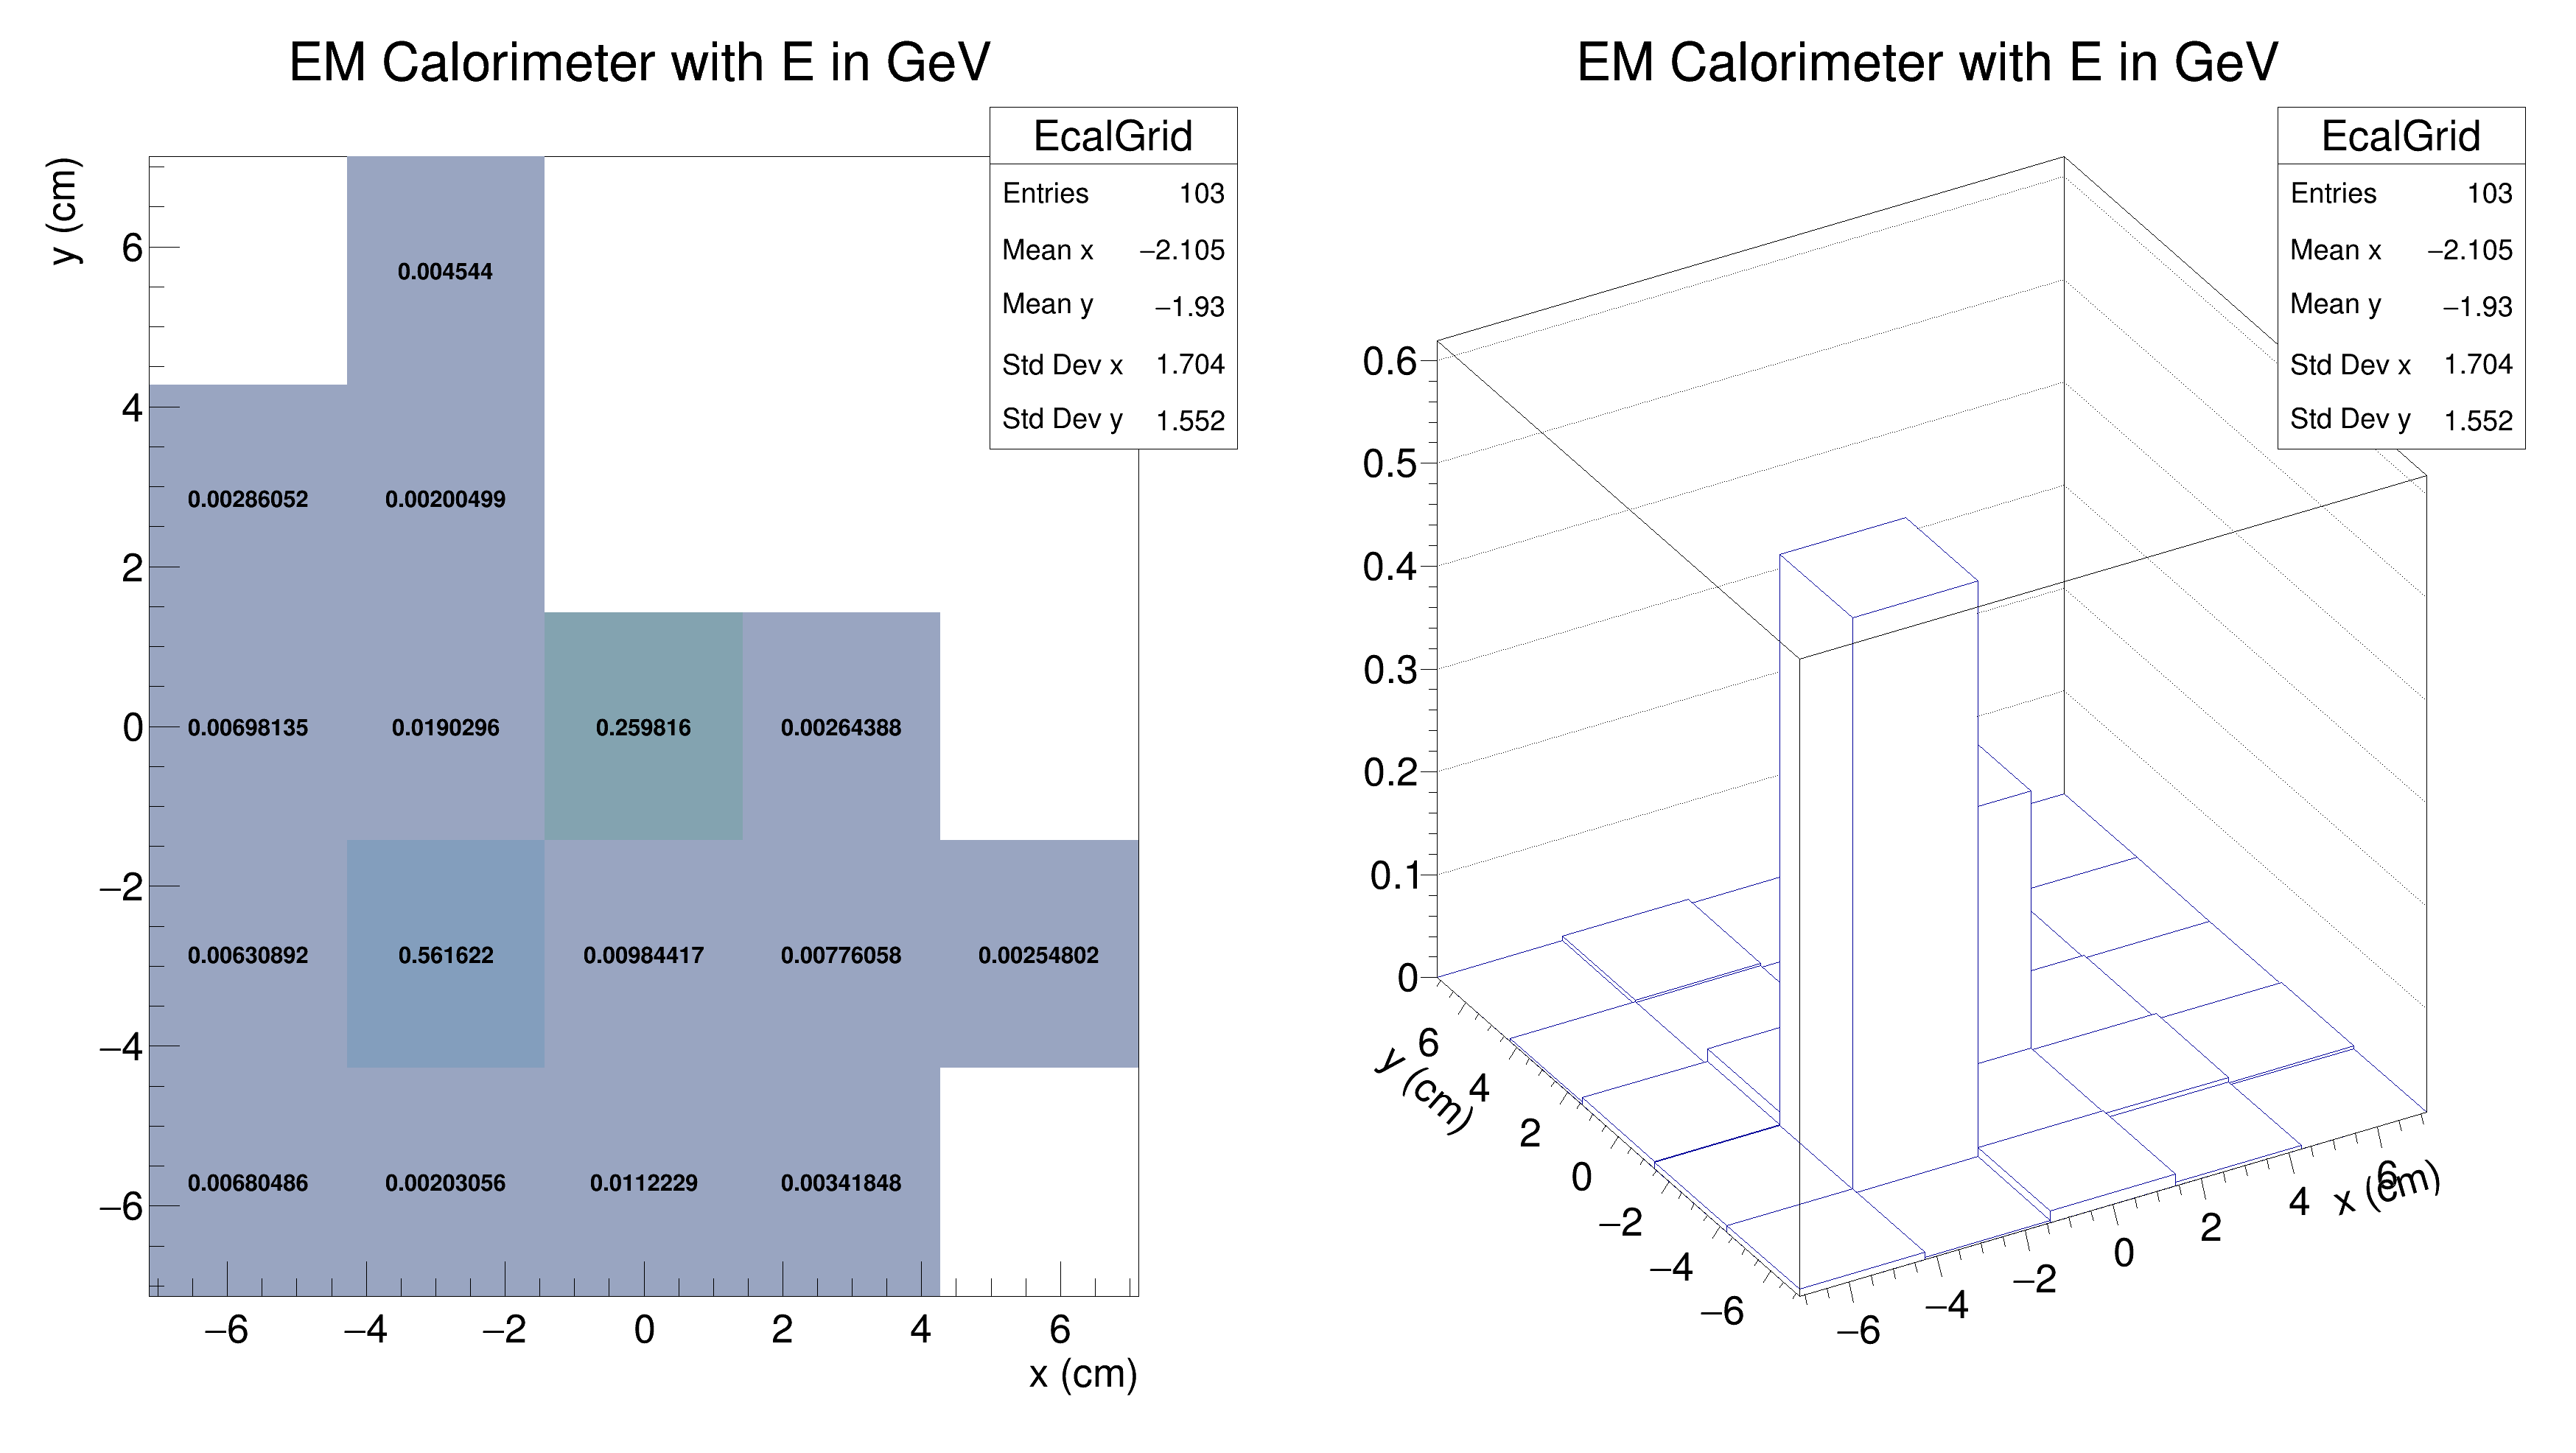 EM Calorimeter with E in GeV
EcalGrid
Entries 103
Mean x −2.105
Mean y −1.93
Std Dev x 1.704
Std Dev y 1.552
y (cm)
6
4
2
0
−2
−4
−6
0.004544
0.00286052 0.00200499
0.00698135 0.0190296 0.259816 0.00264388
0.00630892 0.561622 0.00984417 0.00776058 0.00254802
0.00680486 0.00203056 0.0112229 0.00341848
−6 −4 −2 0 2 4 6
x (cm)
EM Calorimeter with E in GeV
EcalGrid
Entries 103
Mean x −2.105
Mean y −1.93
Std Dev x 1.704
Std Dev y 1.552
0.6
0.5
0.4
0.3
0.2
0.1
0
6
4
2
0
−2
−4
−6
y (cm)
−6
−4
−2
0
2
4
6
x (cm)